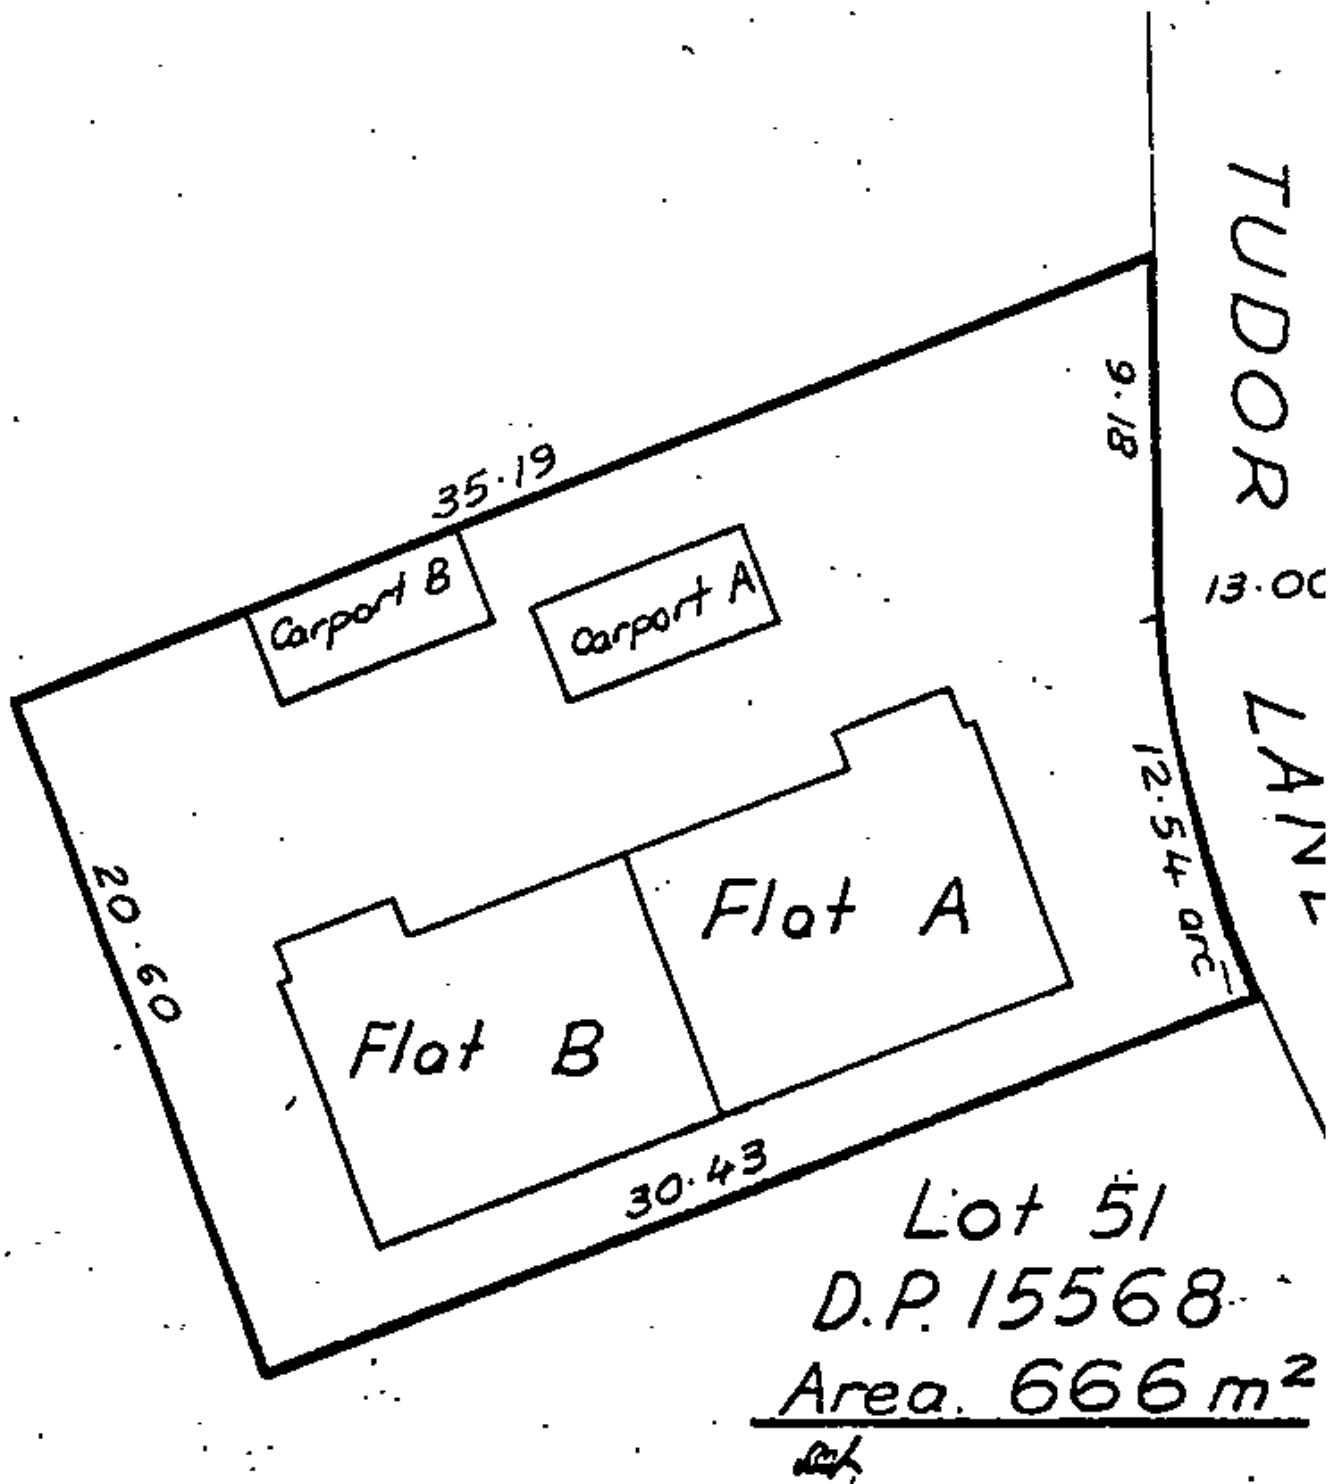 TUDOR
35·19
9·18
Carport B
Carport A
13·00
12·54 arc
Flat A
20·60
Flat B
30·43
Lot 51
D.P. 15568
Area. 666 m²